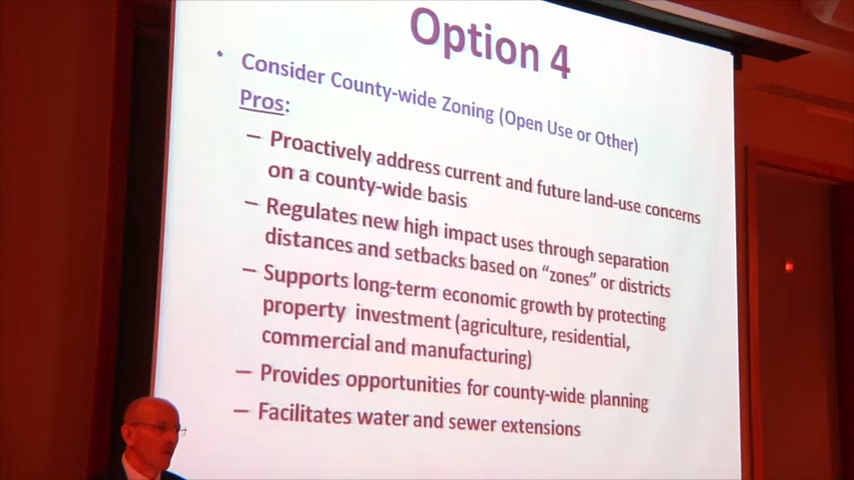 Option 4
• Consider County-wide Zoning (Open Use or Other)
Pros:
– Proactively address current and future land-use concerns
on a county-wide basis
– Regulates new high impact uses through separation
distances and setbacks based on “zones” or districts
– Supports long-term economic growth by protecting
property investment (agriculture, residential,
commercial and manufacturing)
– Provides opportunities for county-wide planning
– Facilitates water and sewer extensions